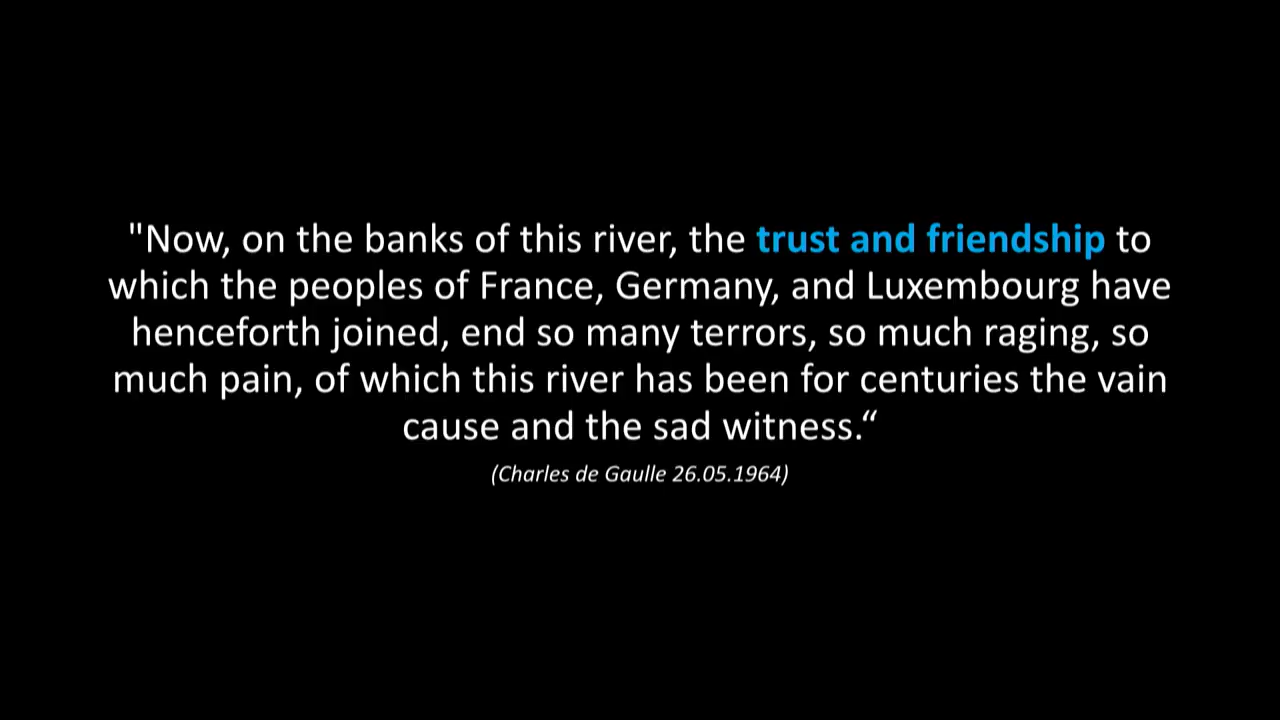 "Now, on the banks of this river, the trust and friendship to
which the peoples of France, Germany, and Luxembourg have
henceforth joined, end so many terrors, so much raging, so
much pain, of which this river has been for centuries the vain
cause and the sad witness.“
(Charles de Gaulle 26.05.1964)